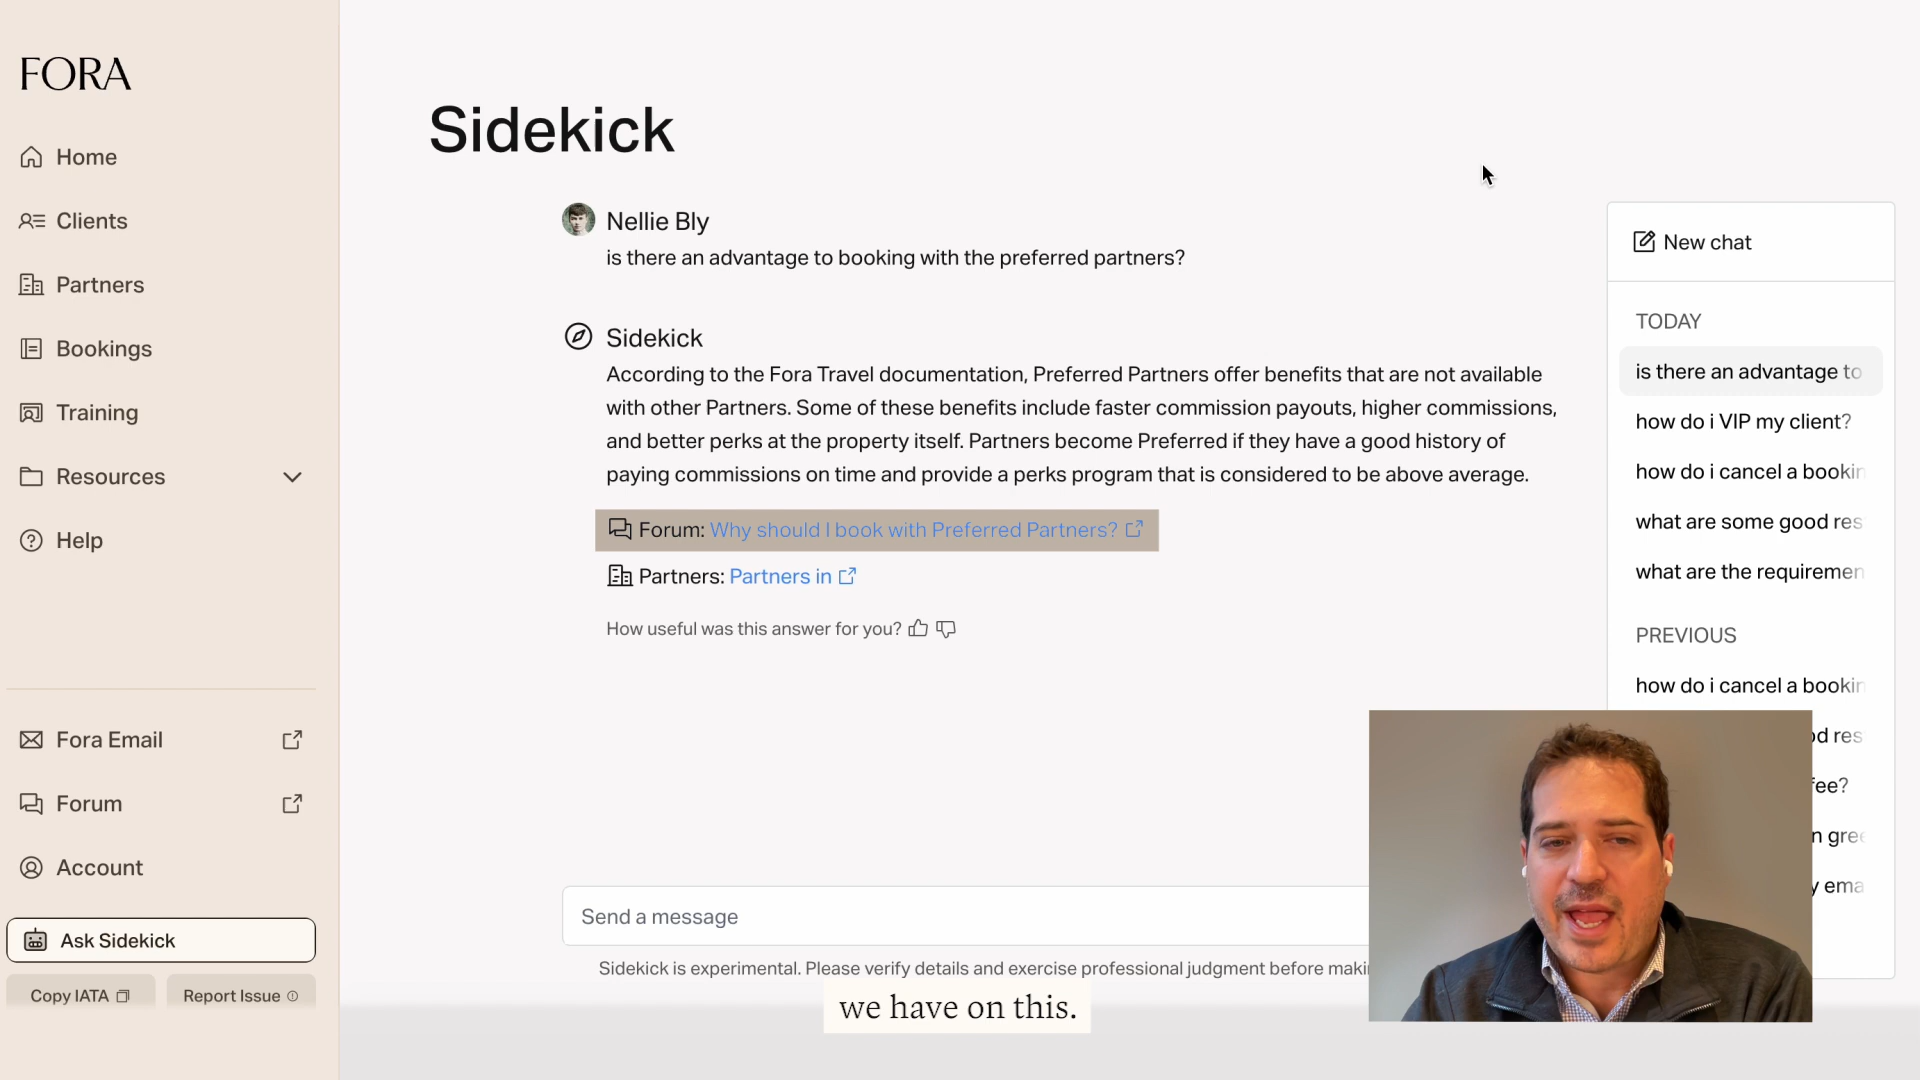 FORA
Home
Clients
Partners
Bookings
Training
Resources
Help
Fora Email
Forum
Account
Ask Sidekick
Copy IATA
Report Issue
Sidekick
Nellie Bly
is there an advantage to booking with the preferred partners?
Sidekick
According to the Fora Travel documentation, Preferred Partners offer benefits that are not available
with other Partners. Some of these benefits include faster commission payouts, higher commissions,
and better perks at the property itself. Partners become Preferred if they have a good history of
paying commissions on time and provide a perks program that is considered to be above average.
Forum: Why should I book with Preferred Partners?
Partners: Partners in
How useful was this answer for you?
Send a message
Sidekick is experimental. Please verify details and exercise professional judgment before maki
we have on this.
New chat
TODAY
is there an advantage to
how do i VIP my client?
how do i cancel a bookin
what are some good res
what are the requiremen
PREVIOUS
how do i cancel a bookin
od res
fee?
n gree
y ema